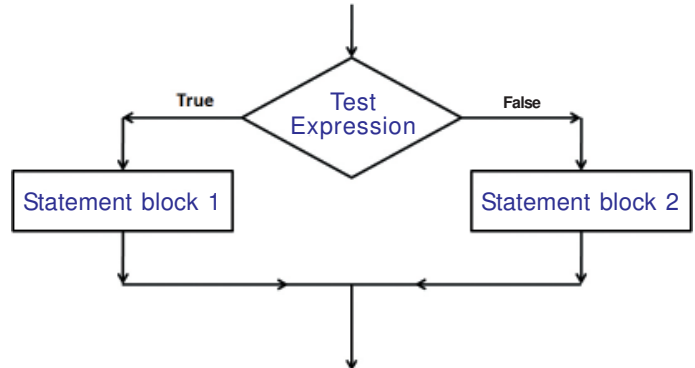 True
Test
Expression
False
Statement block 1
Statement block 2